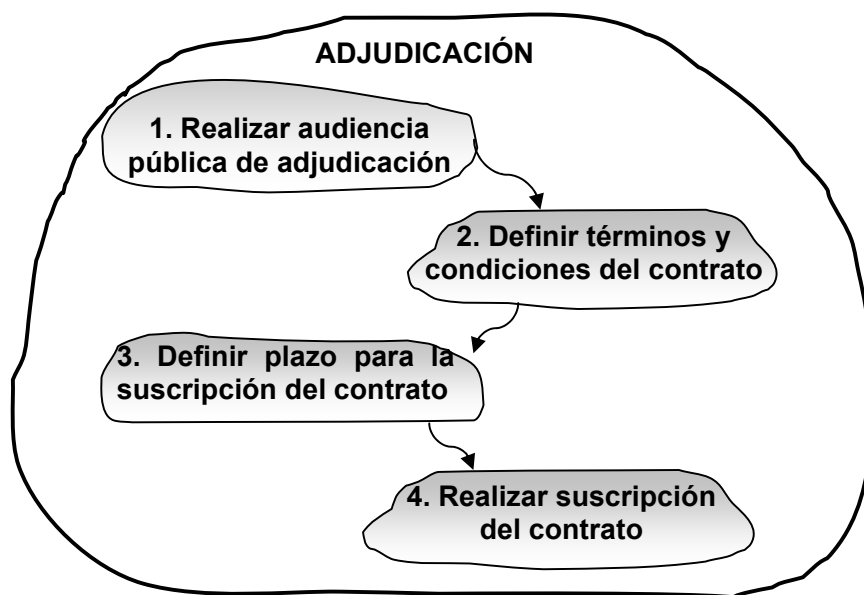 ADJUDICACIÓN
1. Realizar audiencia
pública de adjudicación
2. Definir términos y
condiciones del contrato
3. Definir plazo para la
suscripción del contrato
4. Realizar suscripción
del contrato